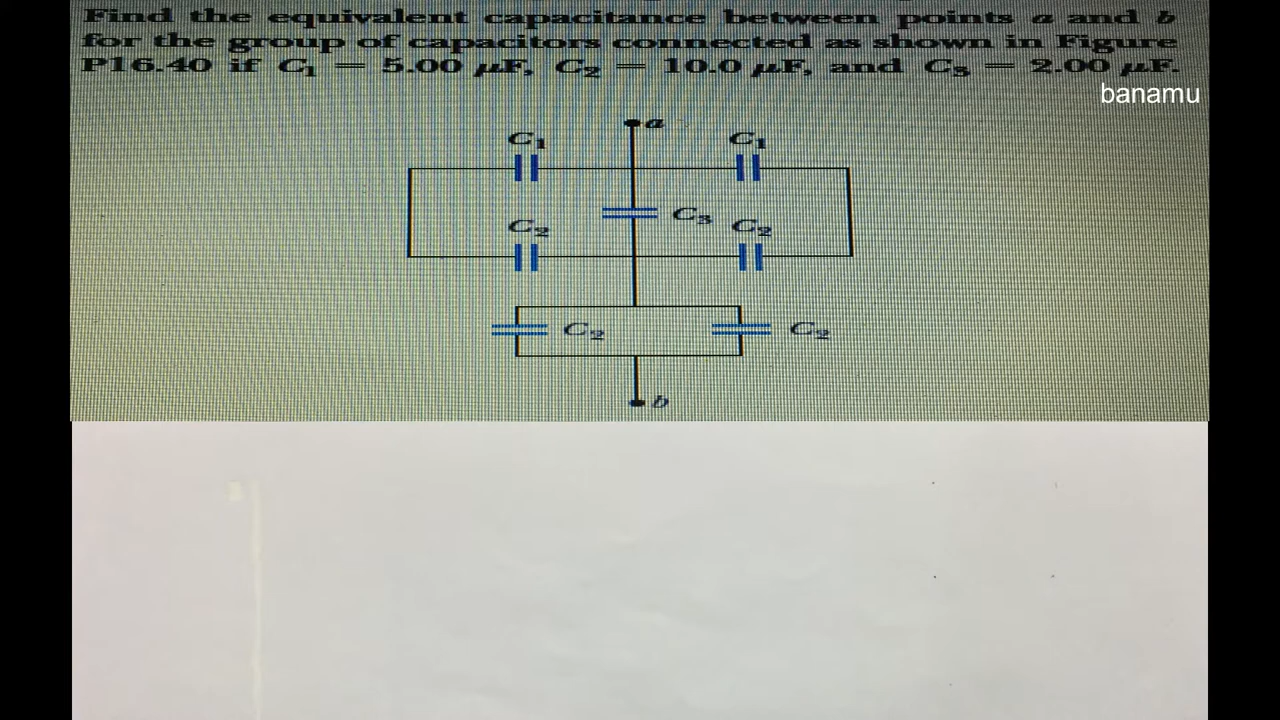 Find the equivalent capacitance between points a and b
for the group of capacitors connected as shown in Figure
P16.40 if C₁ = 5.00 μF, C₂ = 10.0 μF, and C₃ = 2.00 μF.
banamu
a
C₁ C₁
C₃
C₂ C₂
C₂ C₂
b